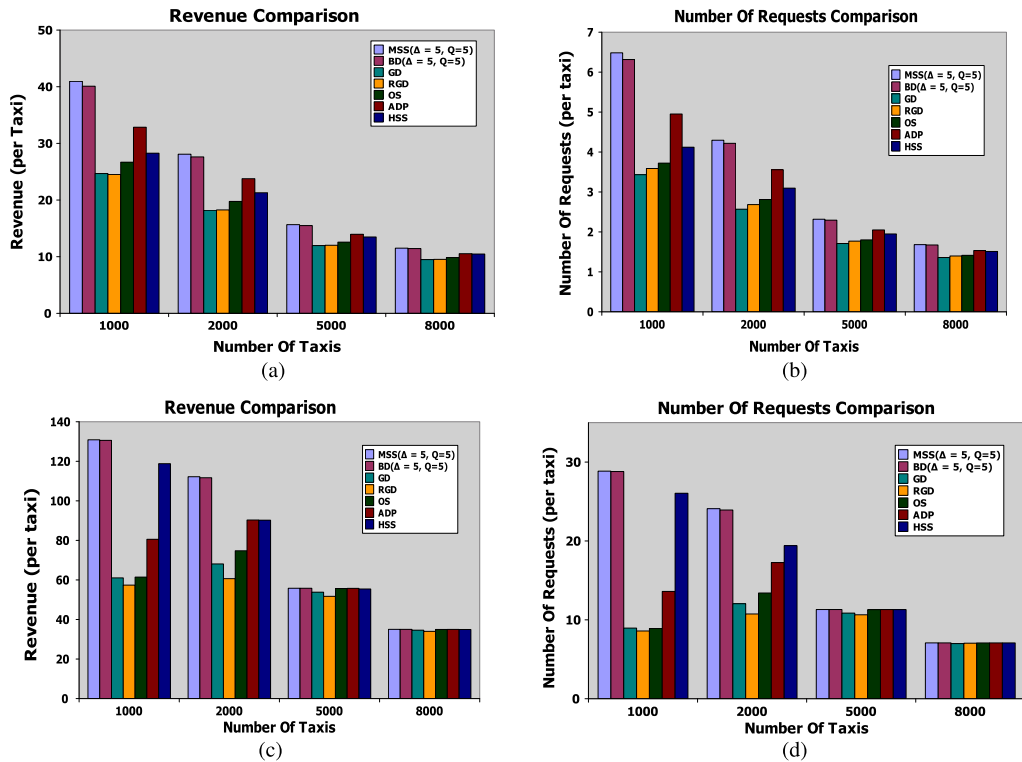 Revenue Comparison
50
40
30
20
10
0
Revenue (per Taxi)
MSS(Δ = 5, Q=5)
BD(Δ = 5, Q=5)
GD
RGD
OS
ADP
HSS
1000 2000 5000 8000
Number Of Taxis
(a)
Number Of Requests Comparison
7
6
5
4
3
2
1
0
Number Of Requests (per taxi)
MSS(Δ = 5, Q=5)
BD(Δ = 5, Q=5)
GD
RGD
OS
ADP
HSS
1000 2000 5000 8000
Number Of Taxis
(b)
Revenue Comparison
140
120
100
80
60
40
20
0
Revenue (per taxi)
MSS(Δ = 5, Q=5)
BD(Δ = 5, Q=5)
GD
RGD
OS
ADP
HSS
1000 2000 5000 8000
Number Of Taxis
(c)
Number Of Requests Comparison
30
20
10
0
Number Of Requests (per taxi)
MSS(Δ = 5, Q=5)
BD(Δ = 5, Q=5)
GD
RGD
OS
ADP
HSS
1000 2000 5000 8000
Number Of Taxis
(d)